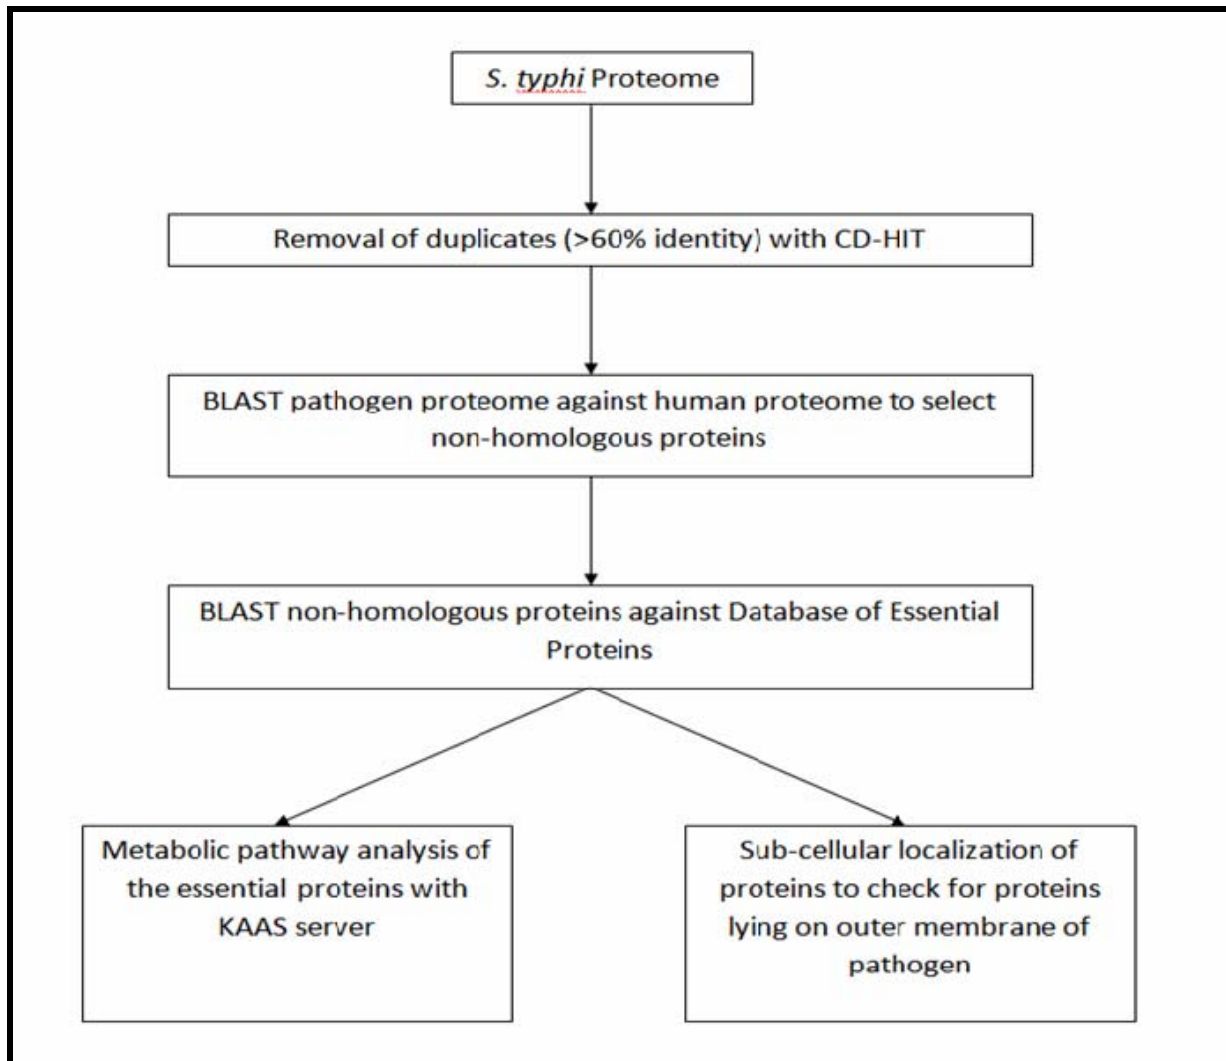 S. typhi Proteome
Removal of duplicates (>60% identity) with CD-HIT
BLAST pathogen proteome against human proteome to select
non-homologous proteins
BLAST non-homologous proteins against Database of Essential
Proteins
Metabolic pathway analysis of
the essential proteins with
KAAS server
Sub-cellular localization of
proteins to check for proteins
lying on outer membrane of
pathogen